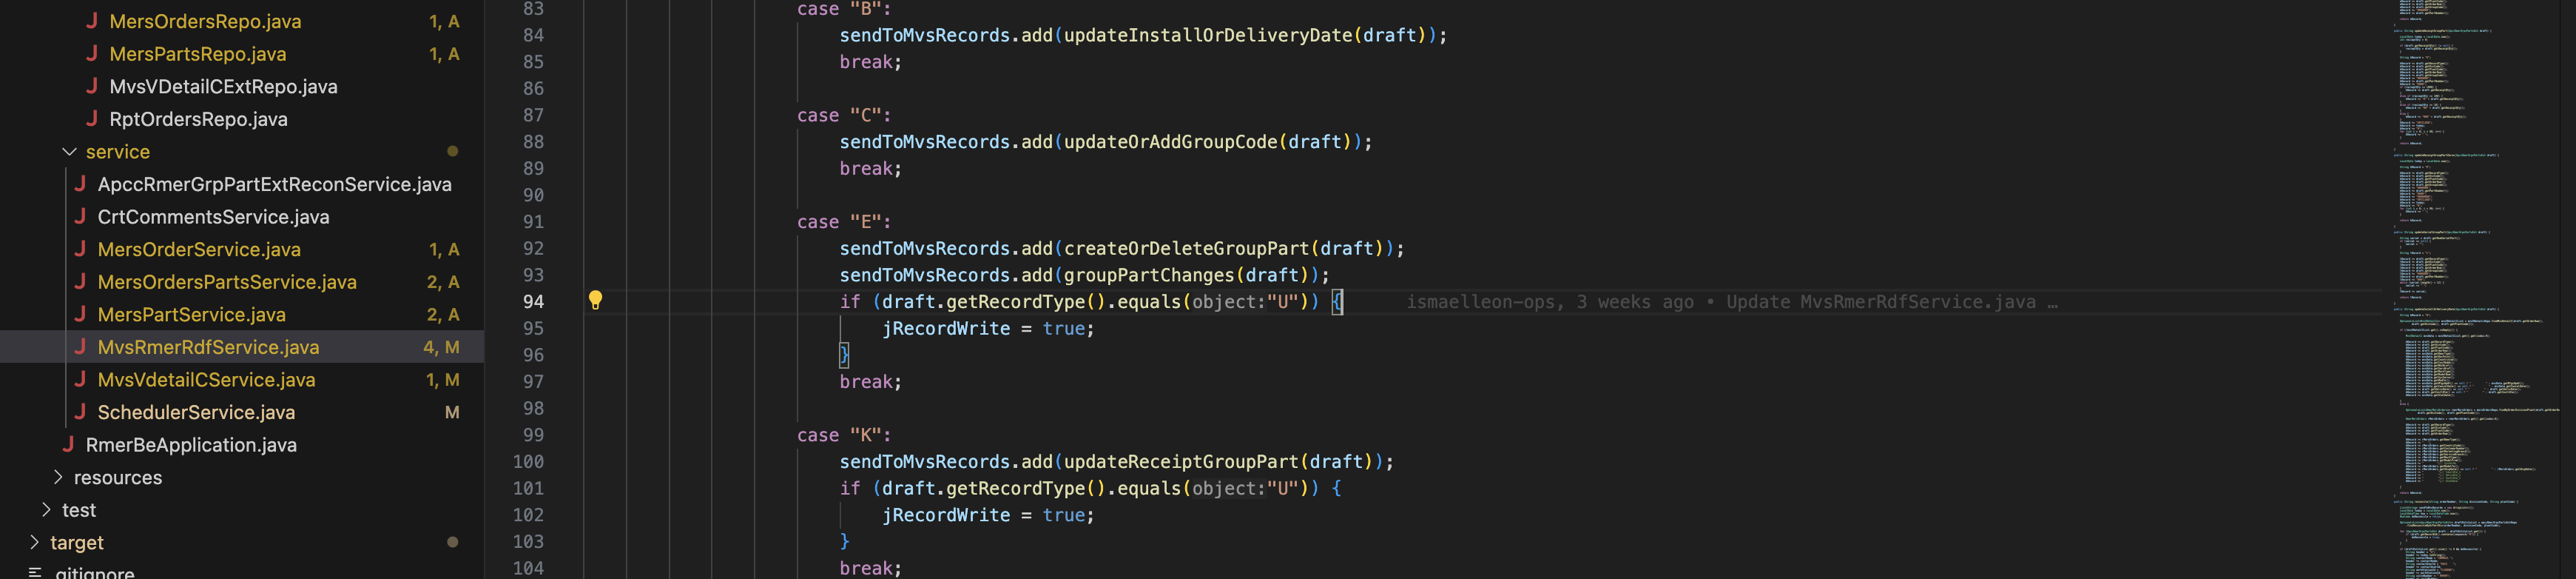 MersOrdersRepo.java 1, A
MersPartsRepo.java 1, A
MvsVDetailCExtRepo.java
RptOrdersRepo.java
service
ApccRmerGrpPartExtReconService.java
CrtCommentsService.java
MersOrderService.java 1, A
MersOrdersPartsService.java 2, A
MersPartService.java 2, A
MvsRmerRdfService.java 4, M
MvsVdetailCService.java 1, M
SchedulerService.java M
RmerBeApplication.java
resources
test
target
.gitignore
83 case "B":
84 sendToMvsRecords.add(updateInstallOrDeliveryDate(draft));
85 break;
86
87 case "C":
88 sendToMvsRecords.add(updateOrAddGroupCode(draft));
89 break;
90
91 case "E":
92 sendToMvsRecords.add(createOrDeleteGroupPart(draft));
93 sendToMvsRecords.add(groupPartChanges(draft));
94 if (draft.getRecordType().equals(object:"U")) { ismaelleon-ops, 3 weeks ago • Update MvsRmerRdfService.java …
95 jRecordWrite = true;
96 }
97 break;
98
99 case "K":
100 sendToMvsRecords.add(updateReceiptGroupPart(draft));
101 if (draft.getRecordType().equals(object:"U")) {
102 jRecordWrite = true;
103 }
104 break;